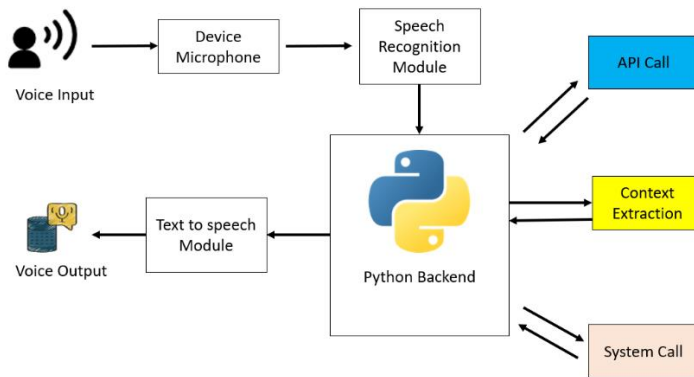 Voice Input
Device
Microphone
Speech
Recognition
Module
API Call
Python Backend
Context
Extraction
System Call
Text to speech
Module
Voice Output